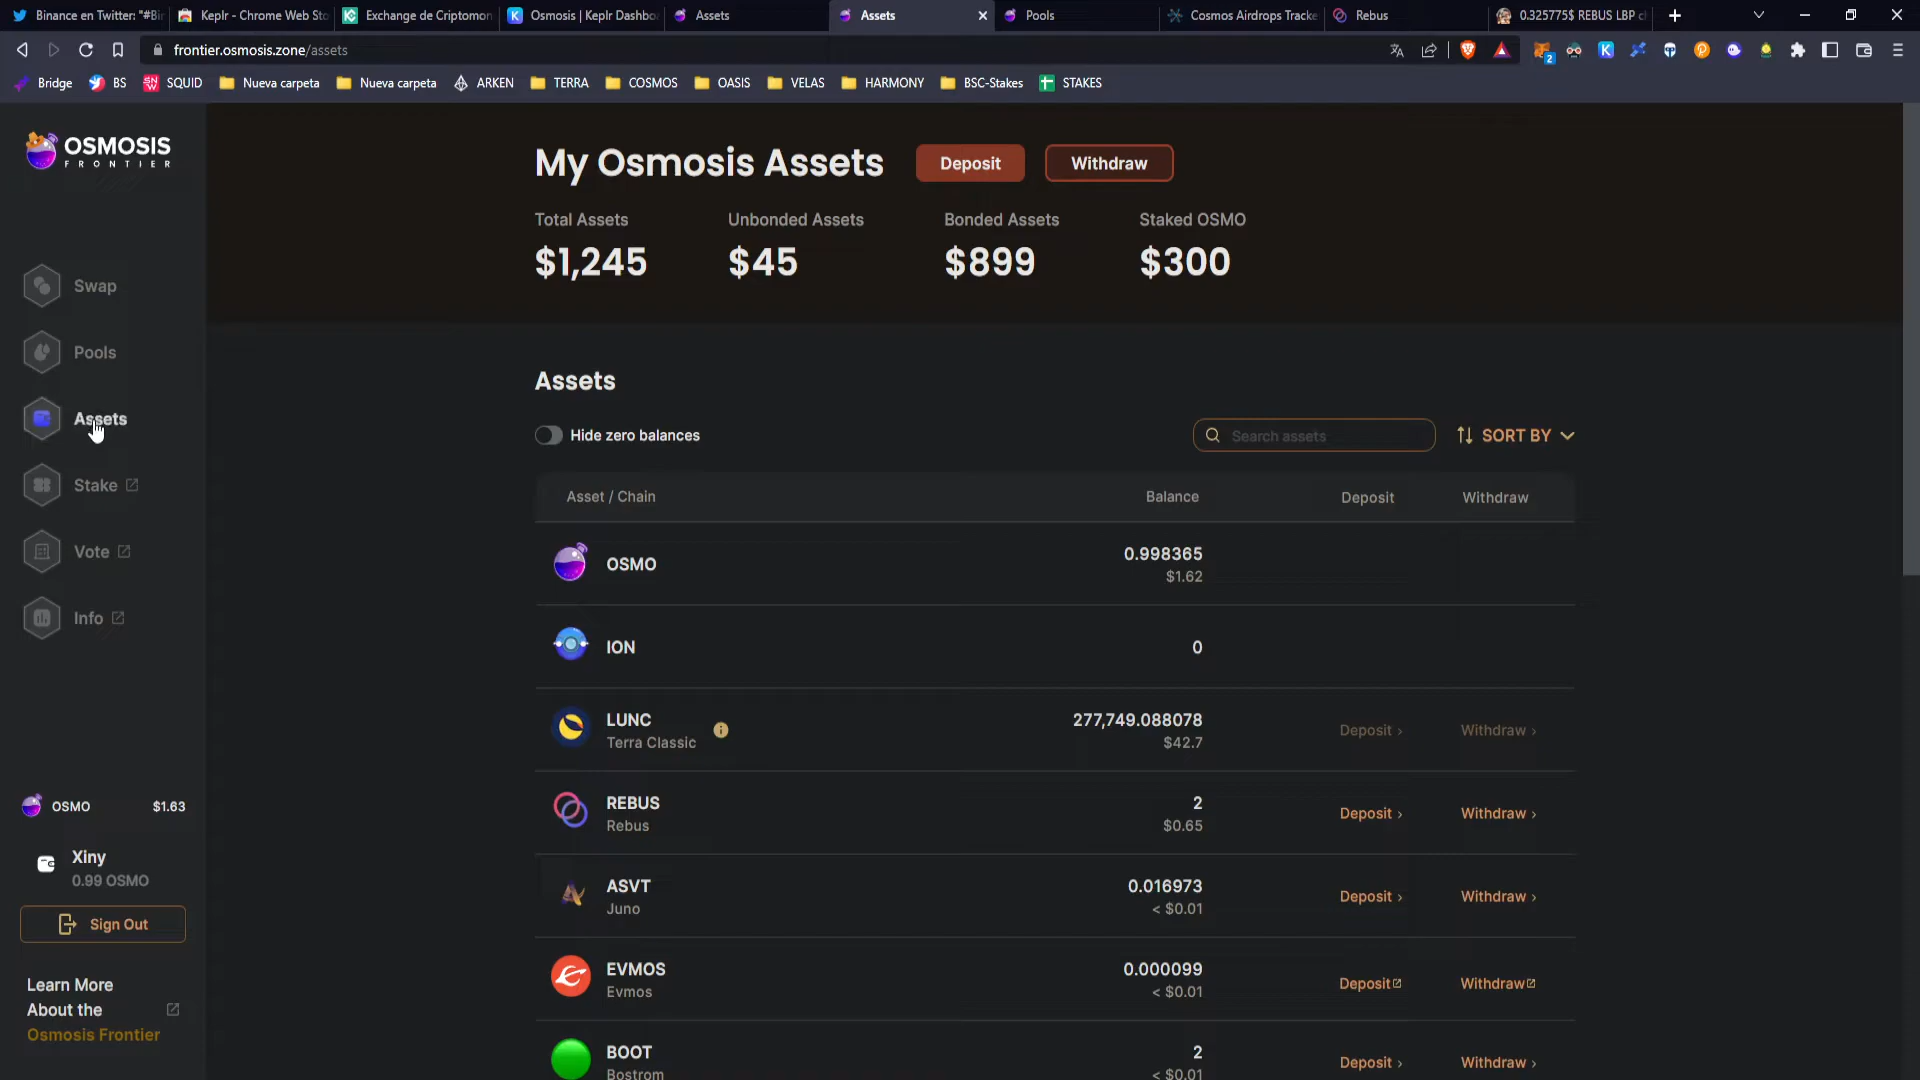 Binance en Twitter: "#Bi
Keplr - Chrome Web Sto
Exchange de Criptomon
Osmosis | Keplr Dashbo
Assets
Assets
Pools
Cosmos Airdrops Tracke
Rebus
0.325775$ REBUS LBP c
frontier.osmosis.zone/assets
2
Bridge
BS
SQUID
Nueva carpeta
Nueva carpeta
ARKEN
TERRA
COSMOS
OASIS
VELAS
HARMONY
BSC-Stakes
STAKES
OSMOSIS
FRONTIER
My Osmosis Assets
Deposit
Withdraw
Total Assets
Unbonded Assets
Bonded Assets
Staked OSMO
$1,245
$45
$899
$300
Swap
Pools
Assets
Stake
Vote
Info
Assets
Hide zero balances
Search assets
SORT BY
Asset / Chain
Balance
Deposit
Withdraw
OSMO
0.998365
$1.62
ION
0
LUNC
Terra Classic
277,749.088078
$42.7
Deposit ›
Withdraw ›
REBUS
Rebus
2
$0.65
Deposit ›
Withdraw ›
ASVT
Juno
0.016973
< $0.01
Deposit ›
Withdraw ›
EVMOS
Evmos
0.000099
< $0.01
Deposit
Withdraw
BOOT
Bostrom
2
< $0.01
Deposit ›
Withdraw ›
OSMO
$1.63
Xiny
0.99 OSMO
Sign Out
Learn More
About the
Osmosis Frontier